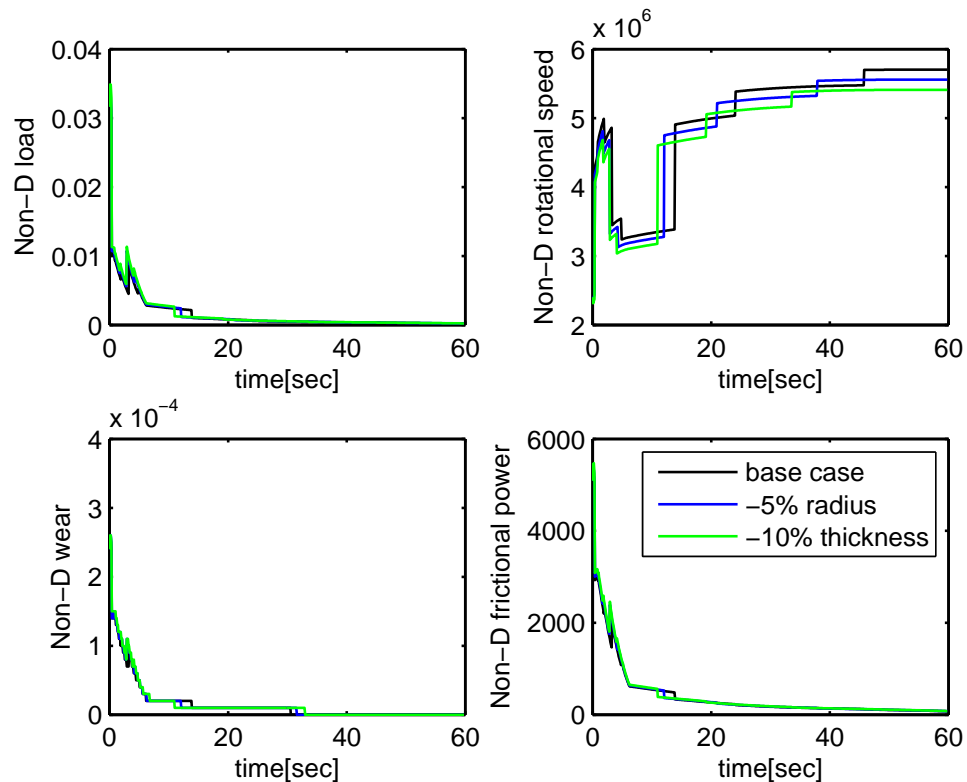 0.04
0.03
0.02
0.01
0
0 20 40 60
time[sec]
Non−D load
x 10⁶
6
5
4
3
2
0 20 40 60
time[sec]
Non−D rotational speed
x 10⁻⁴
4
3
2
1
0
0 20 40 60
time[sec]
Non−D wear
6000
4000
2000
0
0 20 40 60
time[sec]
Non−D frictional power
base case
−5% radius
−10% thickness